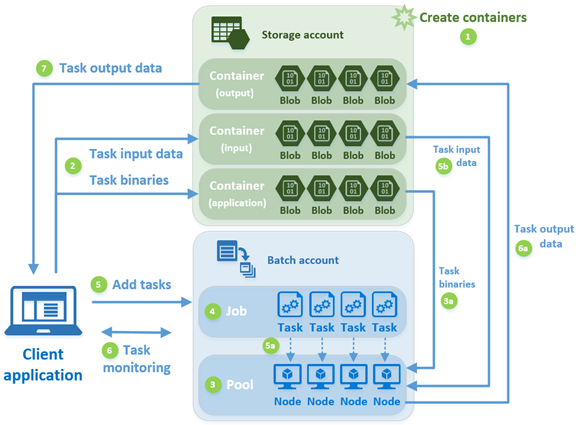 Storage account
Create containers
1
7
Task output data
Container
(output)
10
01
10
01
10
01
10
01
Blob
Blob
Blob
Blob
2
Task input data
Task binaries
Container
(input)
10
01
10
01
10
01
10
01
Blob
Blob
Blob
Blob
Task input
data
5b
Container
(application)
10
01
10
01
10
01
10
01
Blob
Blob
Blob
Blob
Task output
data
6a
Batch account
Task
binaries
3a
5
Add tasks
4
Job
Task
Task
Task
Task
5a
Client
application
6
Task
monitoring
3
Pool
Node
Node
Node
Node